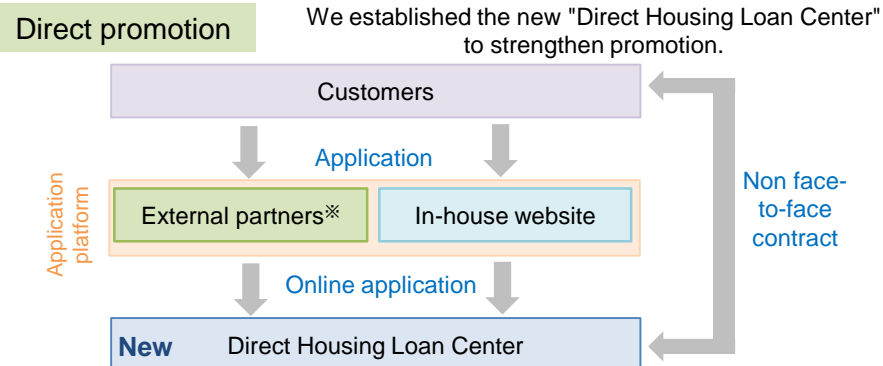 Direct promotion
We established the new "Direct Housing Loan Center"
to strengthen promotion.
Customers
Application
Application
platform
External partners※
In-house website
Non face-
to-face
contract
Online application
New Direct Housing Loan Center